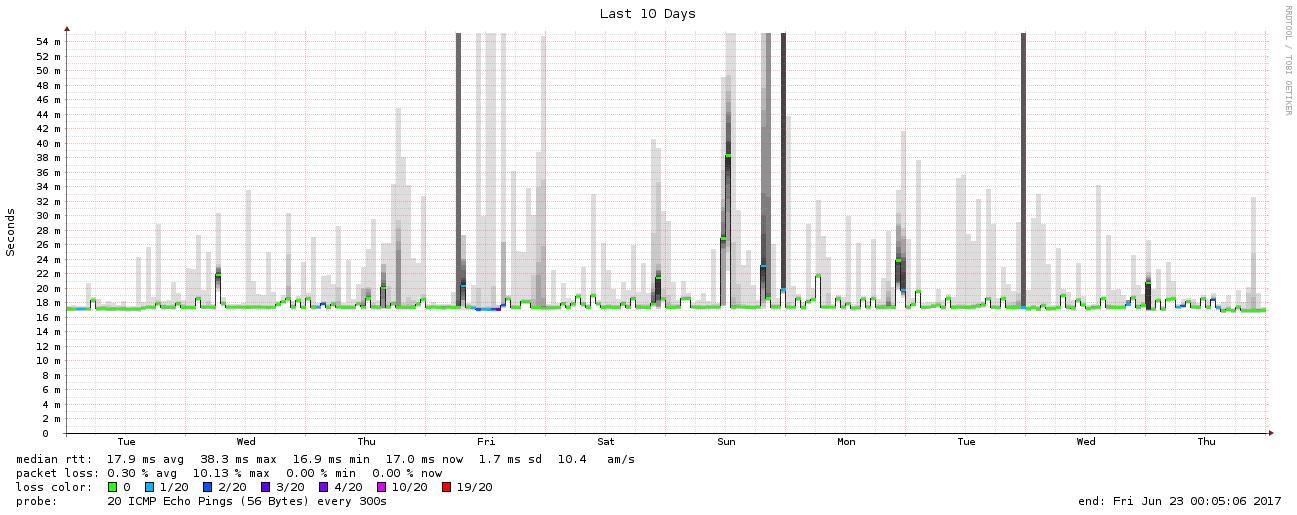 Last 10 Days
RRDTOOL / TOBI OETIKER
Seconds
54 m
52 m
50 m
48 m
46 m
44 m
42 m
40 m
38 m
36 m
34 m
32 m
30 m
28 m
26 m
24 m
22 m
20 m
18 m
16 m
14 m
12 m
10 m
8 m
6 m
4 m
2 m
0
Tue Wed Thu Fri Sat Sun Mon Tue Wed Thu
median rtt: 17.9 ms avg 38.3 ms max 16.9 ms min 17.0 ms now 1.7 ms sd 10.4 am/s
packet loss: 0.30 % avg 10.13 % max 0.00 % min 0.00 % now
loss color: 0 1/20 2/20 3/20 4/20 10/20 19/20
probe: 20 ICMP Echo Pings (56 Bytes) every 300s end: Fri Jun 23 00:05:06 2017